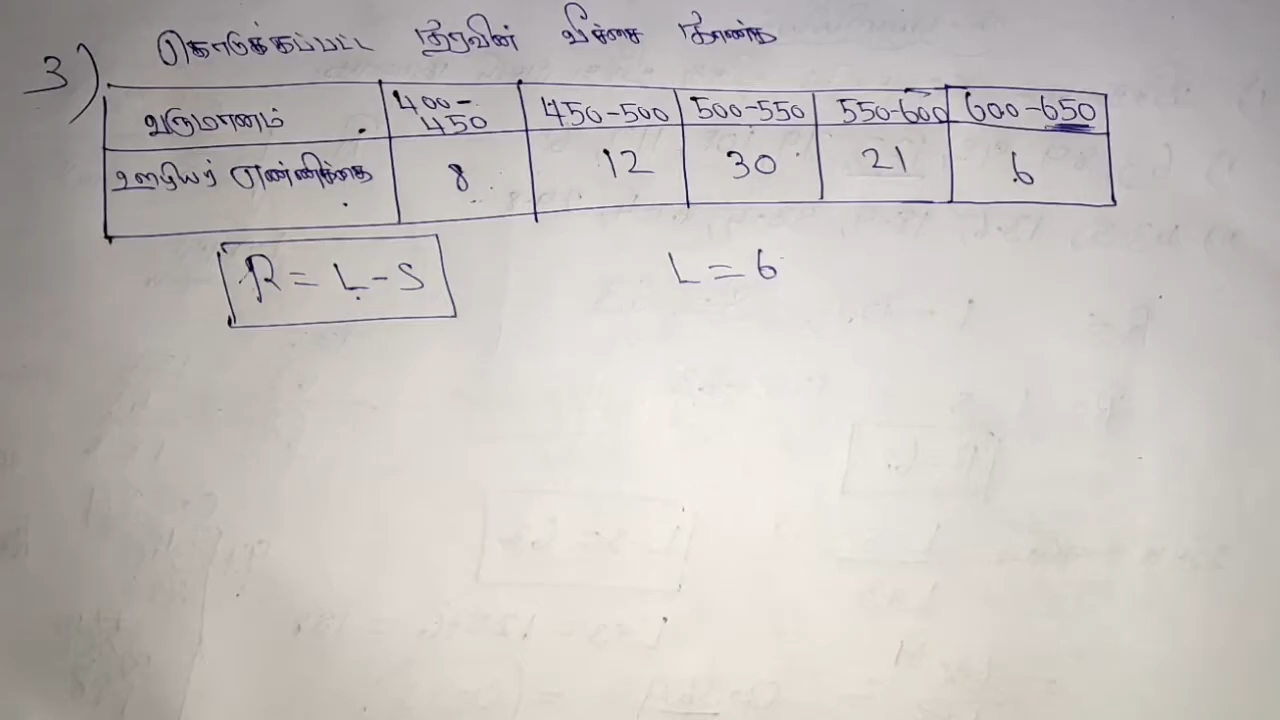 3) கொடுக்கப்பட்ட தரவின் வீச்சை காண்க
வருமானம் 400-450 450-500 500-550 550-600 600-650
ஊழியர் எண்ணிக்கை 8 12 30 21 6
R = L - S L = 6